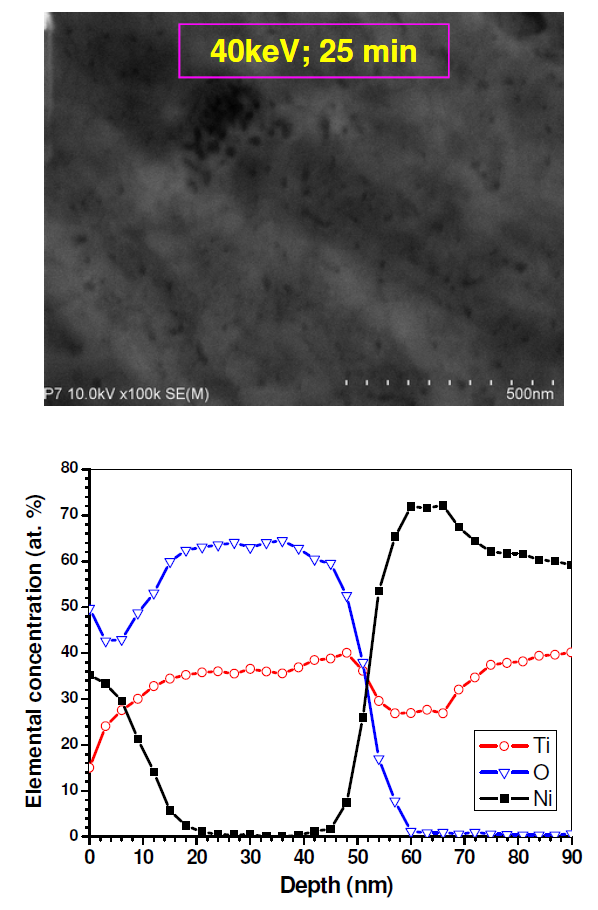 40keV; 25 min
P7 10.0kV x100k SE(M)
500nm
Elemental concentration (at. %)
80
70
60
50
40
30
20
10
0
Ti
O
Ni
0 10 20 30 40 50 60 70 80 90
Depth (nm)